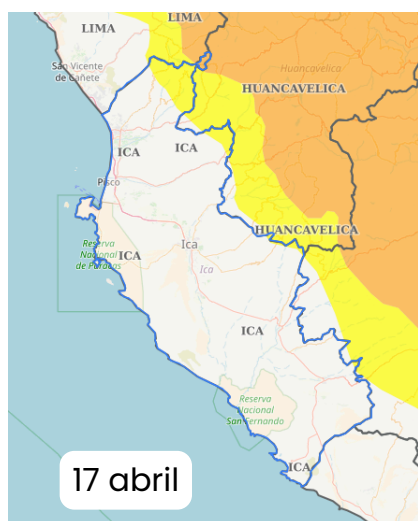 LIMA
LIMA
San Vicente
de Cañete
Huancavelica
HUANCAVELICA
ICA
ICA
Pisco
HUANCAVELICA
Reserva
Nacional
de Paracas
ICA
Ica
Ica
ICA
Reserva
Nacional
San Fernando
ICA
17 abril